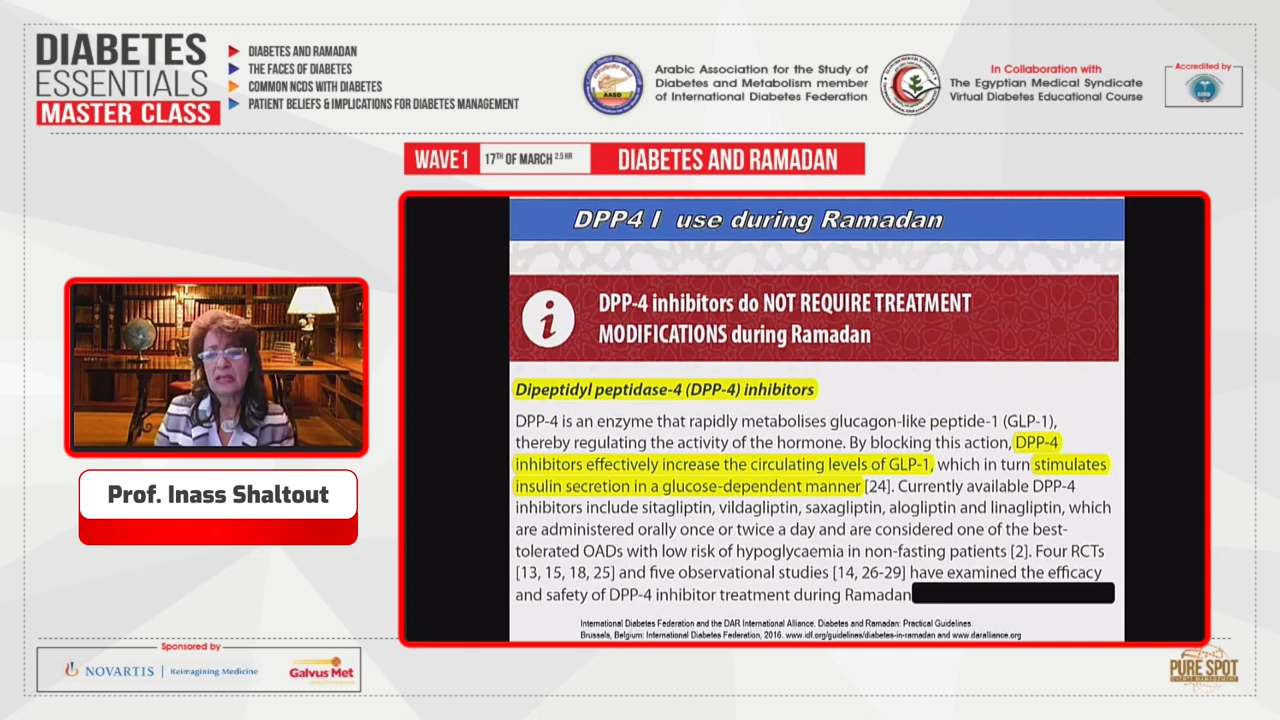 DIABETES
ESSENTIALS
MASTER CLASS
DIABETES AND RAMADAN
THE FACES OF DIABETES
COMMON NCDS WITH DIABETES
PATIENT BELIEFS & IMPLICATIONS FOR DIABETES MANAGEMENT
AASD
Arabic Association for the Study of
Diabetes and Metabolism member
of International Diabetes Federation
In Collaboration with
The Egyptian Medical Syndicate
Virtual Diabetes Educational Course
Accredited by
WAVE1
17TH OF MARCH 2.5 HR
DIABETES AND RAMADAN
DPP4 I use during Ramadan
i
DPP-4 inhibitors do NOT REQUIRE TREATMENT
MODIFICATIONS during Ramadan
Dipeptidyl peptidase-4 (DPP-4) inhibitors
DPP-4 is an enzyme that rapidly metabolises glucagon-like peptide-1 (GLP-1),
thereby regulating the activity of the hormone. By blocking this action, DPP-4
inhibitors effectively increase the circulating levels of GLP-1, which in turn stimulates
insulin secretion in a glucose-dependent manner [24]. Currently available DPP-4
inhibitors include sitagliptin, vildagliptin, saxagliptin, alogliptin and linagliptin, which
are administered orally once or twice a day and are considered one of the best-
tolerated OADs with low risk of hypoglycaemia in non-fasting patients [2]. Four RCTs
[13, 15, 18, 25] and five observational studies [14, 26-29] have examined the efficacy
and safety of DPP-4 inhibitor treatment during Ramadan
International Diabetes Federation and the DAR International Alliance. Diabetes and Ramadan: Practical Guidelines.
Brussels, Belgium: International Diabetes Federation, 2016. www.idf.org/guidelines/diabetes-in-ramadan and www.daralliance.org
Prof. Inass Shaltout
Sponsored by
NOVARTIS | Reimagining Medicine
Galvus Met
PURE SPOT
EVENTS MANAGEMENT